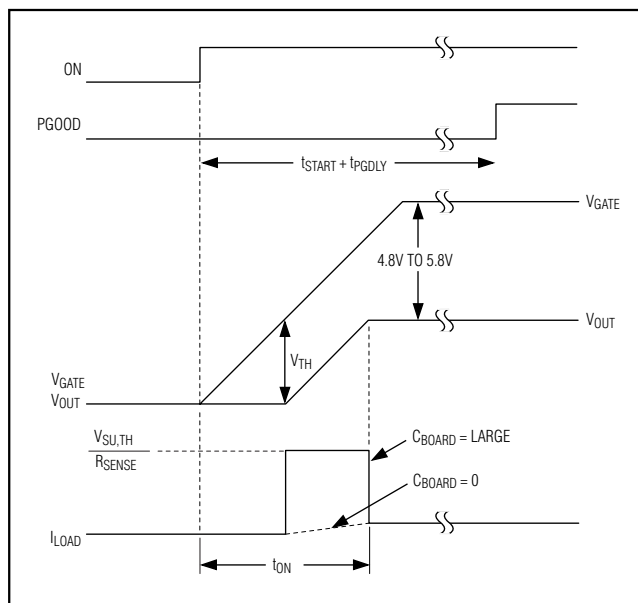 ON
PGOOD
tSTART + tPGDLY
VGATE
4.8V TO 5.8V
VOUT
VTH
VGATE
VOUT
VSU,TH
RSENSE
CBOARD = LARGE
CBOARD = 0
ILOAD
tON